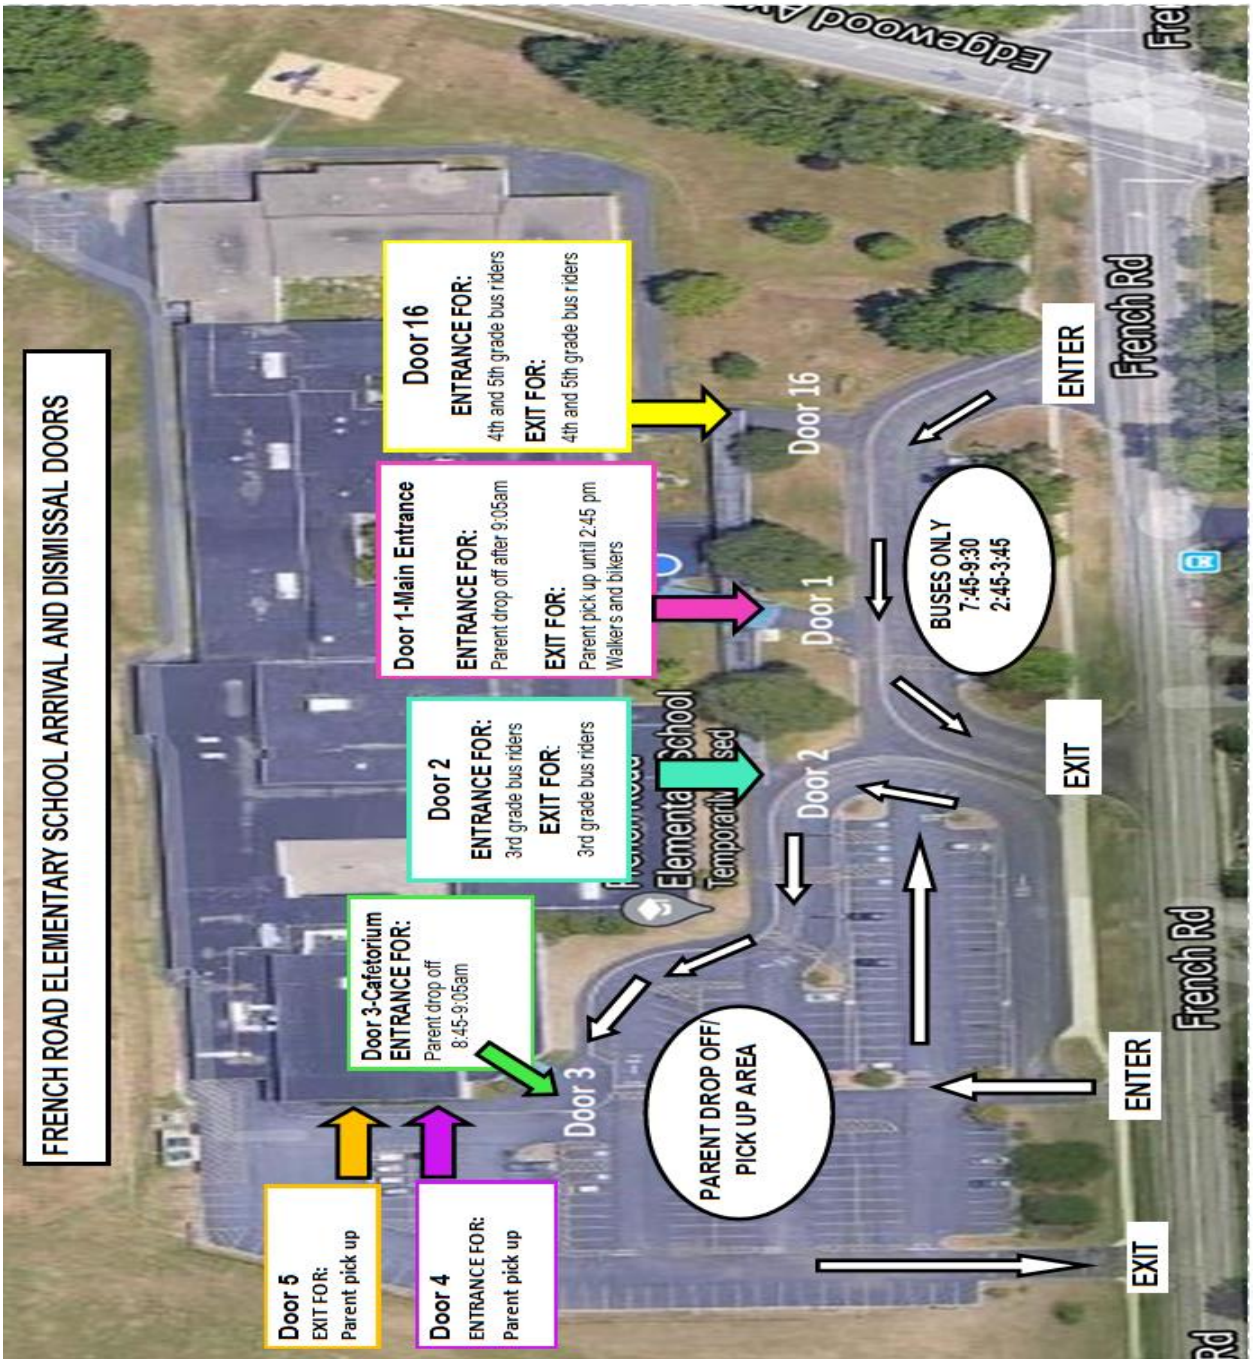 FRENCH ROAD ELEMENTARY SCHOOL ARRIVAL AND DISMISSAL DOORS
Door 5
EXIT FOR:
Parent pick up
Door 4
ENTRANCE FOR:
Parent pick up
Door 3-Cafetorium
ENTRANCE FOR:
Parent drop off
8:45-9:05am
Door 2
ENTRANCE FOR:
3rd grade bus riders
EXIT FOR:
3rd grade bus riders
Door 1-Main Entrance
ENTRANCE FOR:
Parent drop off after 9:05am
EXIT FOR:
Parent pick up until 2:45 pm
Walkers and bikers
Door 16
ENTRANCE FOR:
4th and 5th grade bus riders
EXIT FOR:
4th and 5th grade bus riders
Edgewood Av
Elementa School
Door 3
Door 2
Door 1
Door 16
PARENT DROP OFF/
PICK UP AREA
BUSES ONLY
7:45-9:30
2:45-3:45
EXIT
ENTER
EXIT
ENTER
Rd
French Rd
French Rd
Fre